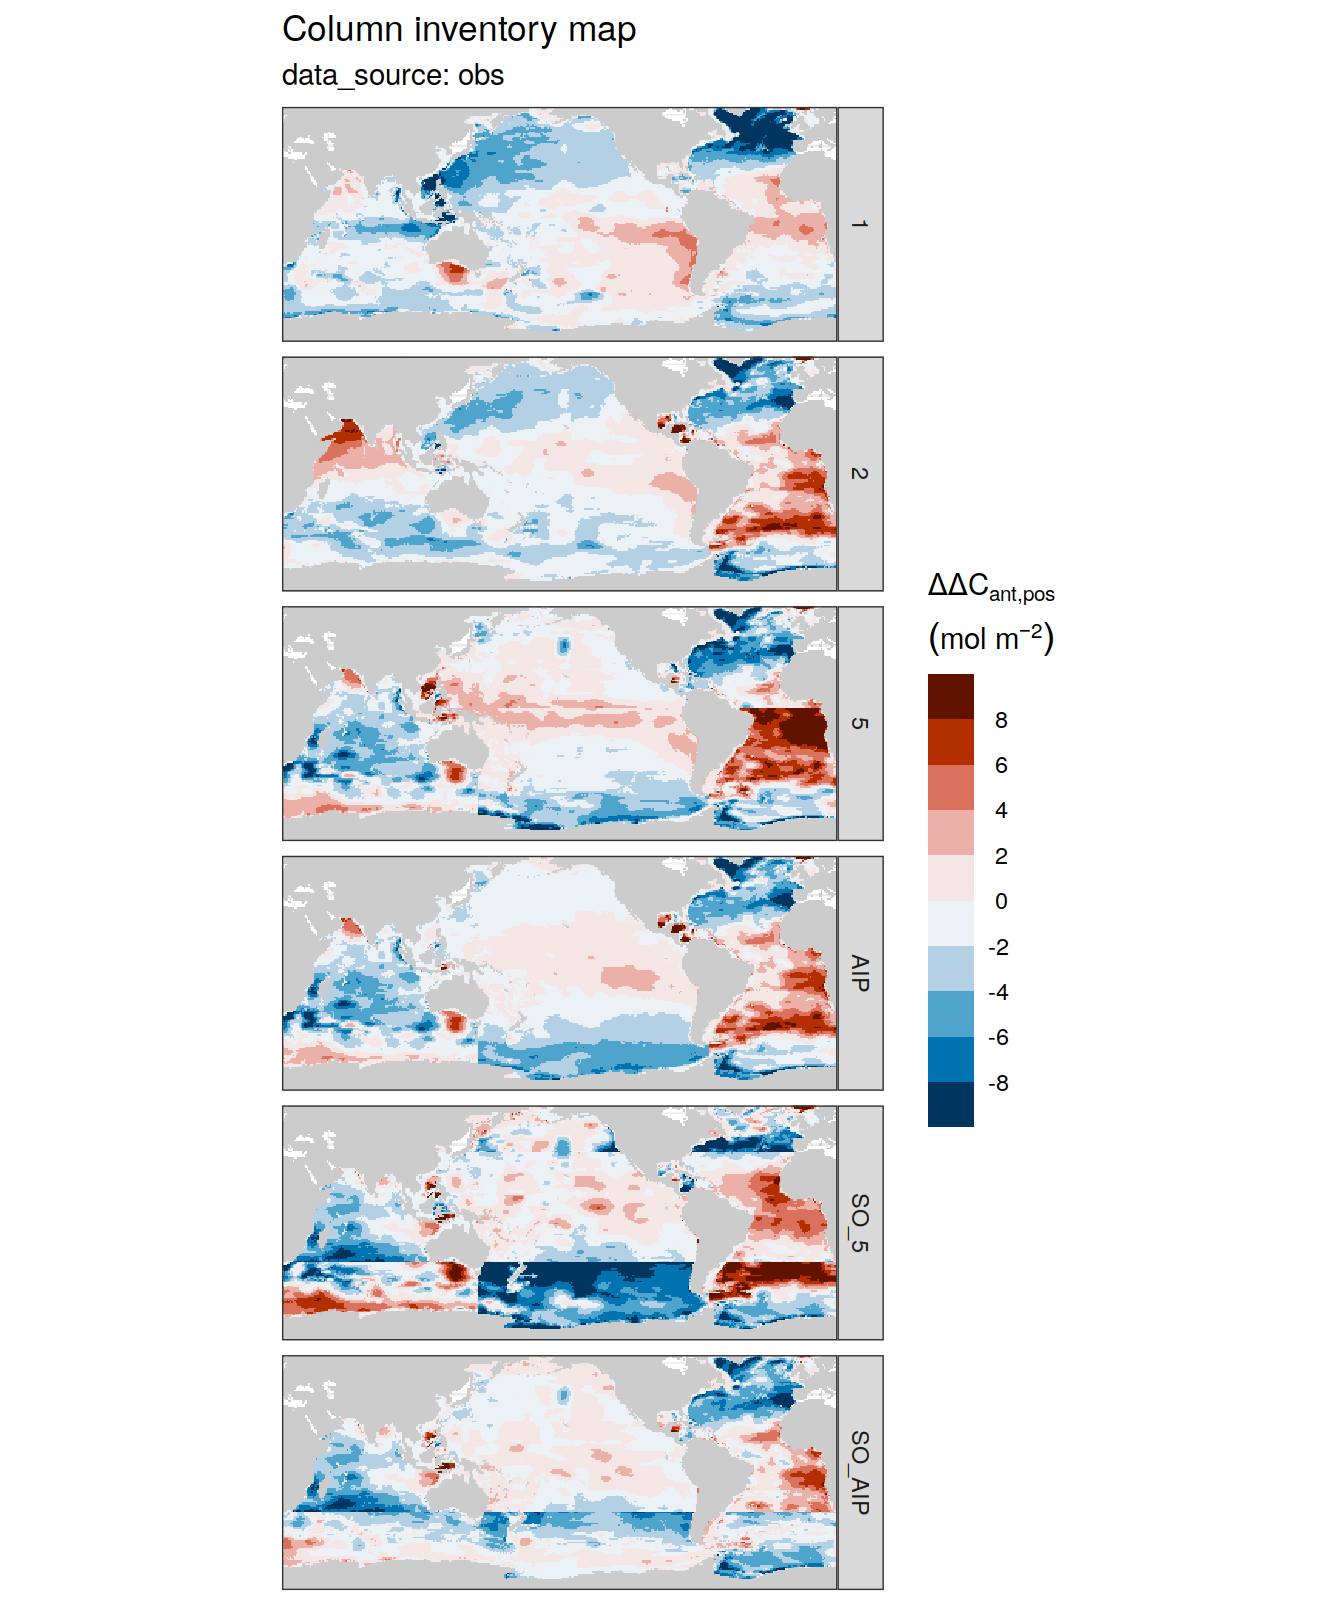 Column inventory map
data_source: obs
1
2
5
AIP
SO_5
SO_AIP
ΔΔCant,pos
(mol m−2)
8
6
4
2
0
-2
-4
-6
-8